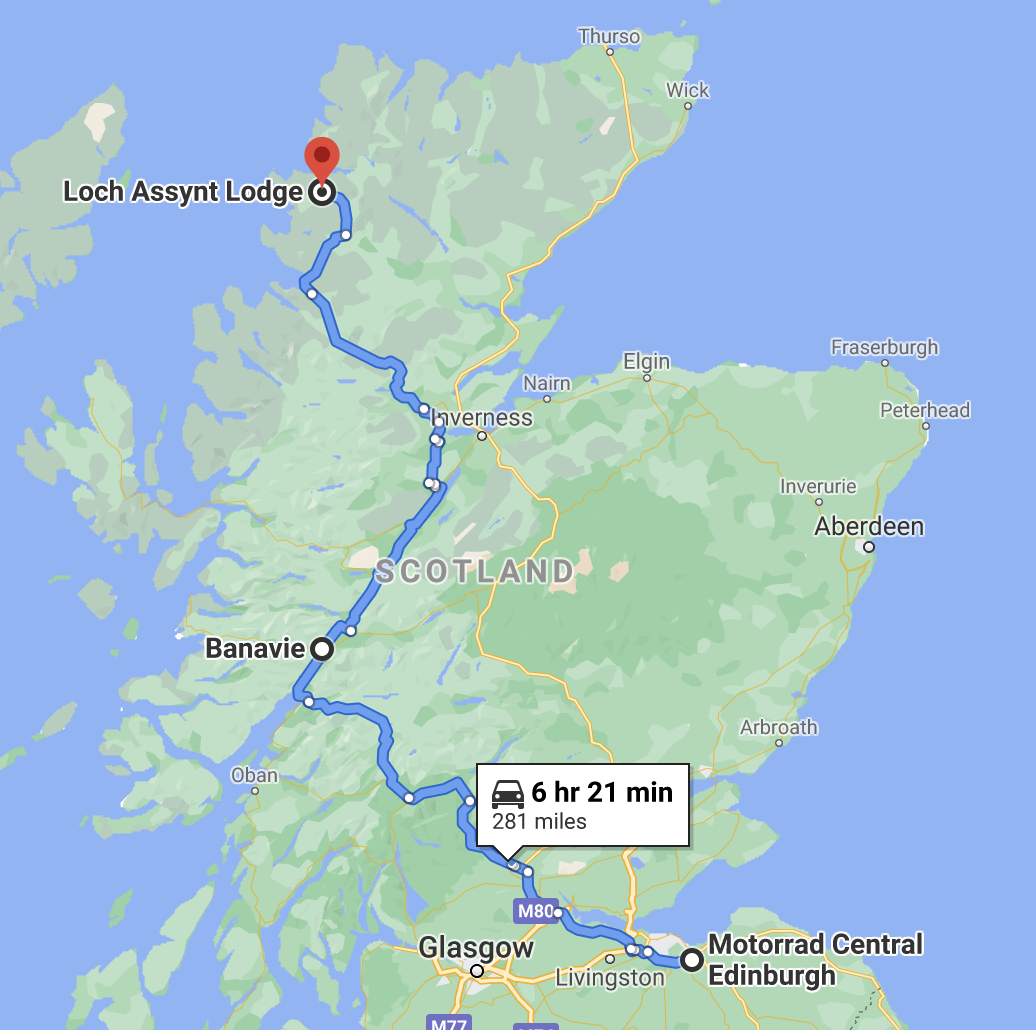 Thurso
Wick
Loch Assynt Lodge
Fraserburgh
Elgin
Nairn
Peterhead
Inverness
Inverurie
Aberdeen
SCOTLAND
Banavie
Arbroath
Oban
6 hr 21 min
281 miles
M80
Glasgow
Motorrad Central
Edinburgh
Livingston
M77